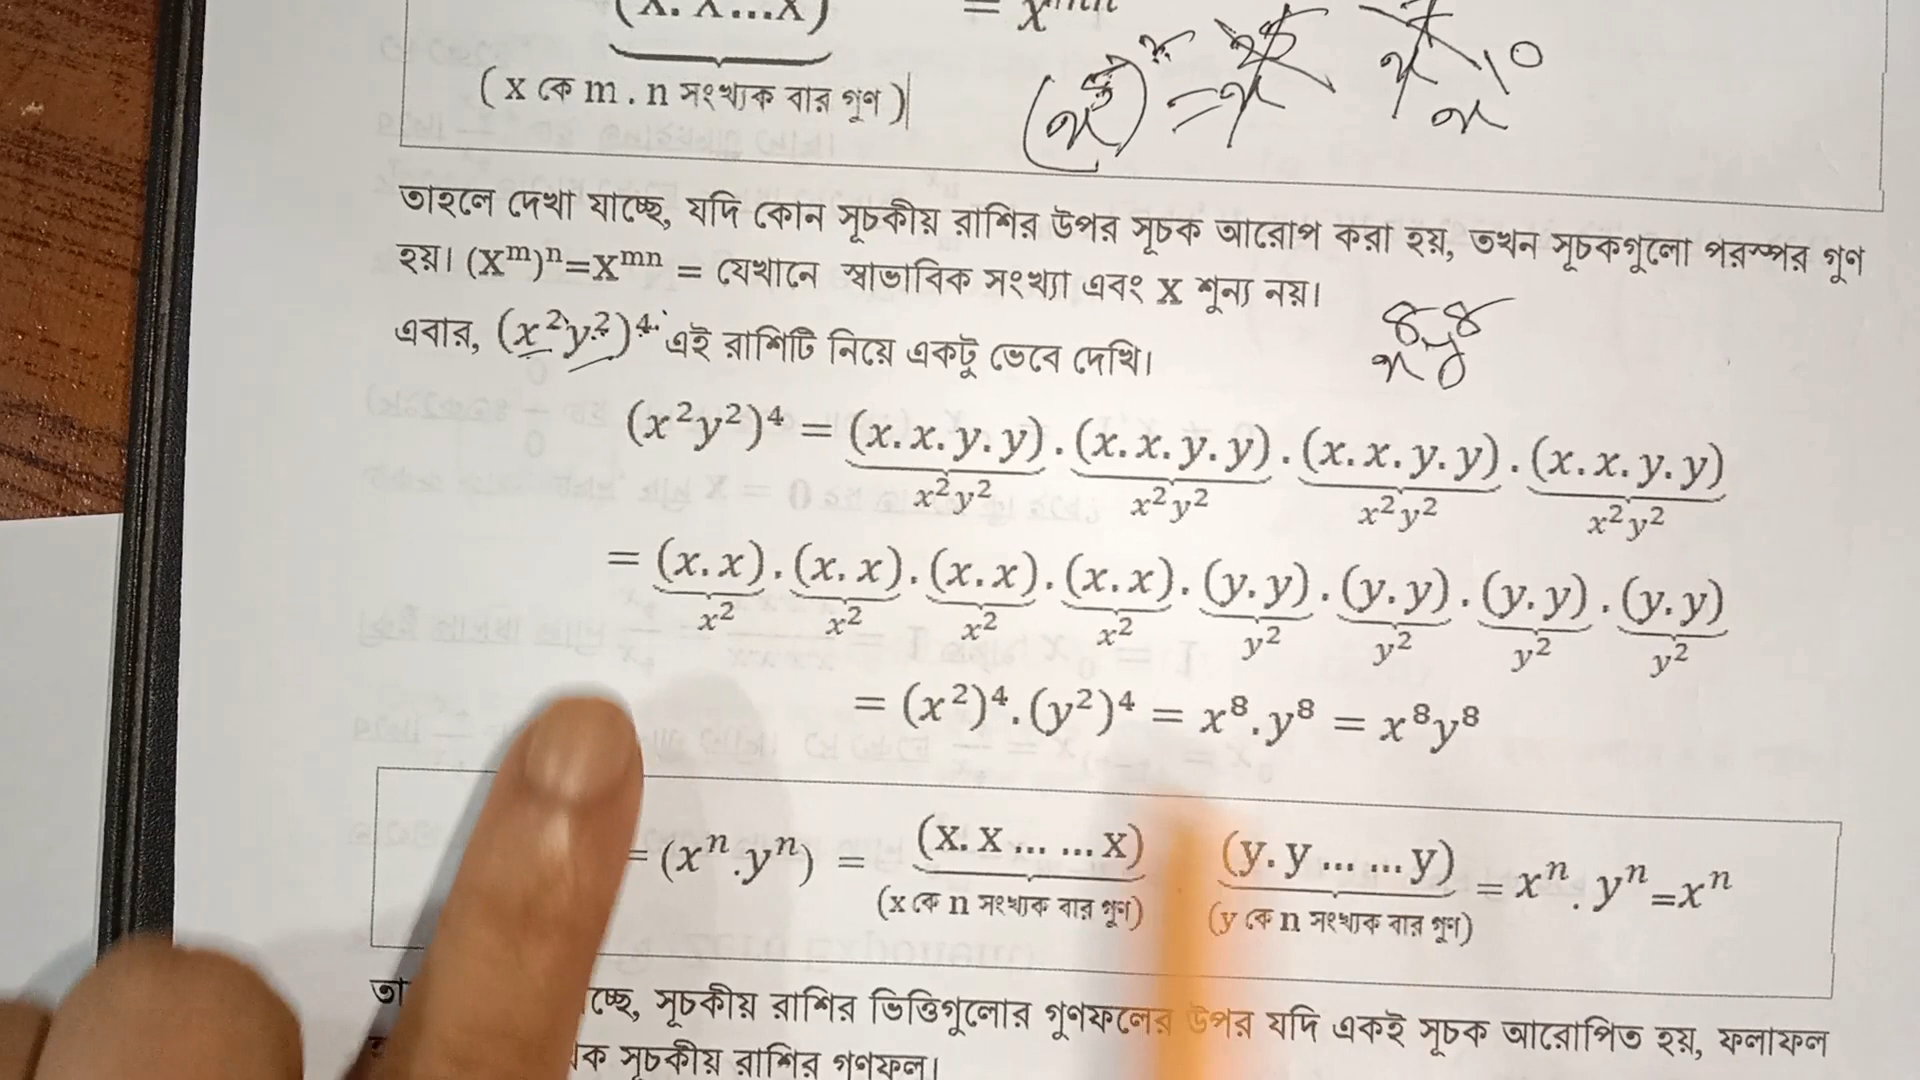 (x. x...x) = xᵐⁿ
( x কে m . n সংখ্যক বার গুণ )
তাহলে দেখা যাচ্ছে, যদি কোন সূচকীয় রাশির উপর সূচক আরোপ করা হয়, তখন সূচকগুলো পরস্পর গুণ
হয়। (xᵐ)ⁿ=xᵐⁿ = যেখানে স্বাভাবিক সংখ্যা এবং x শূন্য নয়।
এবার, (x²y²)⁴ এই রাশিটি নিয়ে একটু ভেবে দেখি।
(x²y²)⁴ = (x.x.y.y).(x.x.y.y).(x.x.y.y).(x.x.y.y)
x²y² x²y² x²y² x²y²
= (x.x).(x.x).(x.x).(x.x).(y.y).(y.y).(y.y).(y.y)
x² x² x² x² y² y² y² y²
= (x²)⁴.(y²)⁴ = x⁸.y⁸ = x⁸y⁸
= (xⁿ.yⁿ) = (x.x ... ...x) (y.y ... ... y) = xⁿ . yⁿ=xⁿ
(x কে n সংখ্যক বার গুণ) (y কে n সংখ্যক বার গুণ)
তা চ্ছে, সূচকীয় রাশির ভিত্তিগুলোর গুণফলের উপর যদি একই সূচক আরোপিত হয়, ফলাফল
ক সূচকীয় রাশির গুণফল।